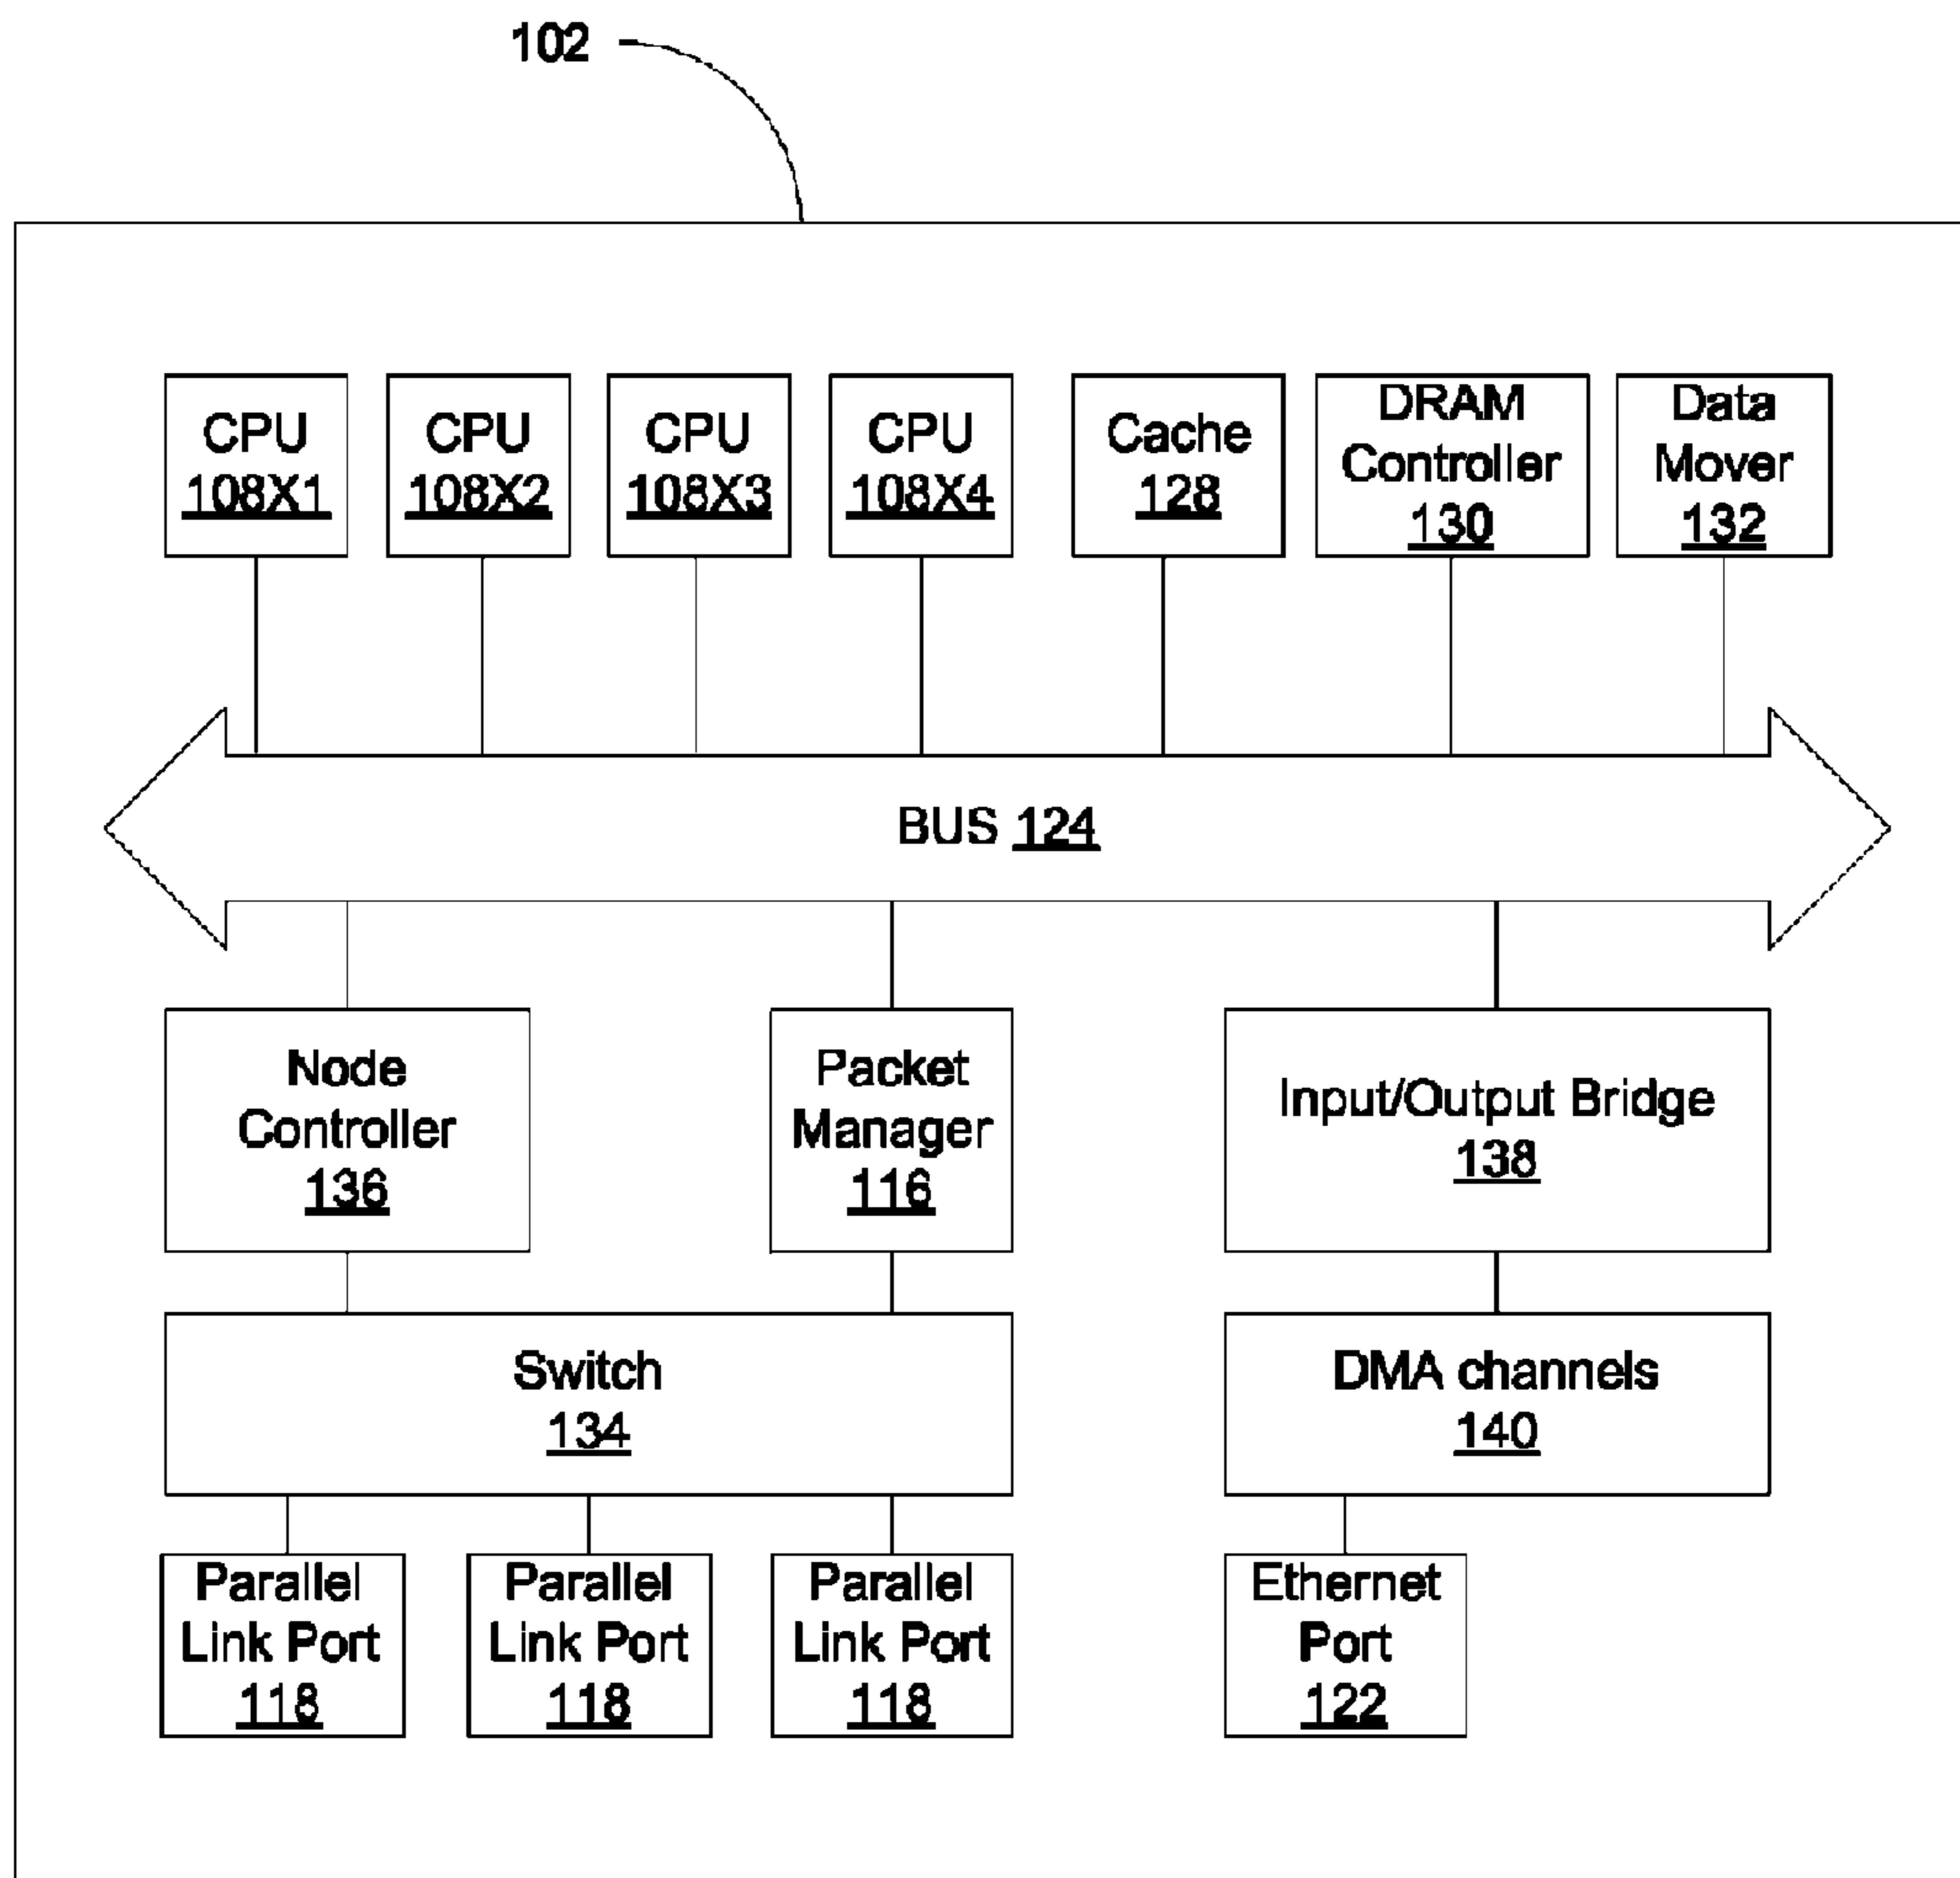 102
CPU
108X1
CPU
108X2
CPU
108X3
CPU
108X4
Cache
128
DRAM
Controller
130
Data
Mover
132
BUS 124
Node
Controller
136
Packet
Manager
116
Input/Output Bridge
138
Switch
134
DMA channels
140
Parallel
Link Port
118
Parallel
Link Port
118
Parallel
Link Port
118
Ethernet
Port
122